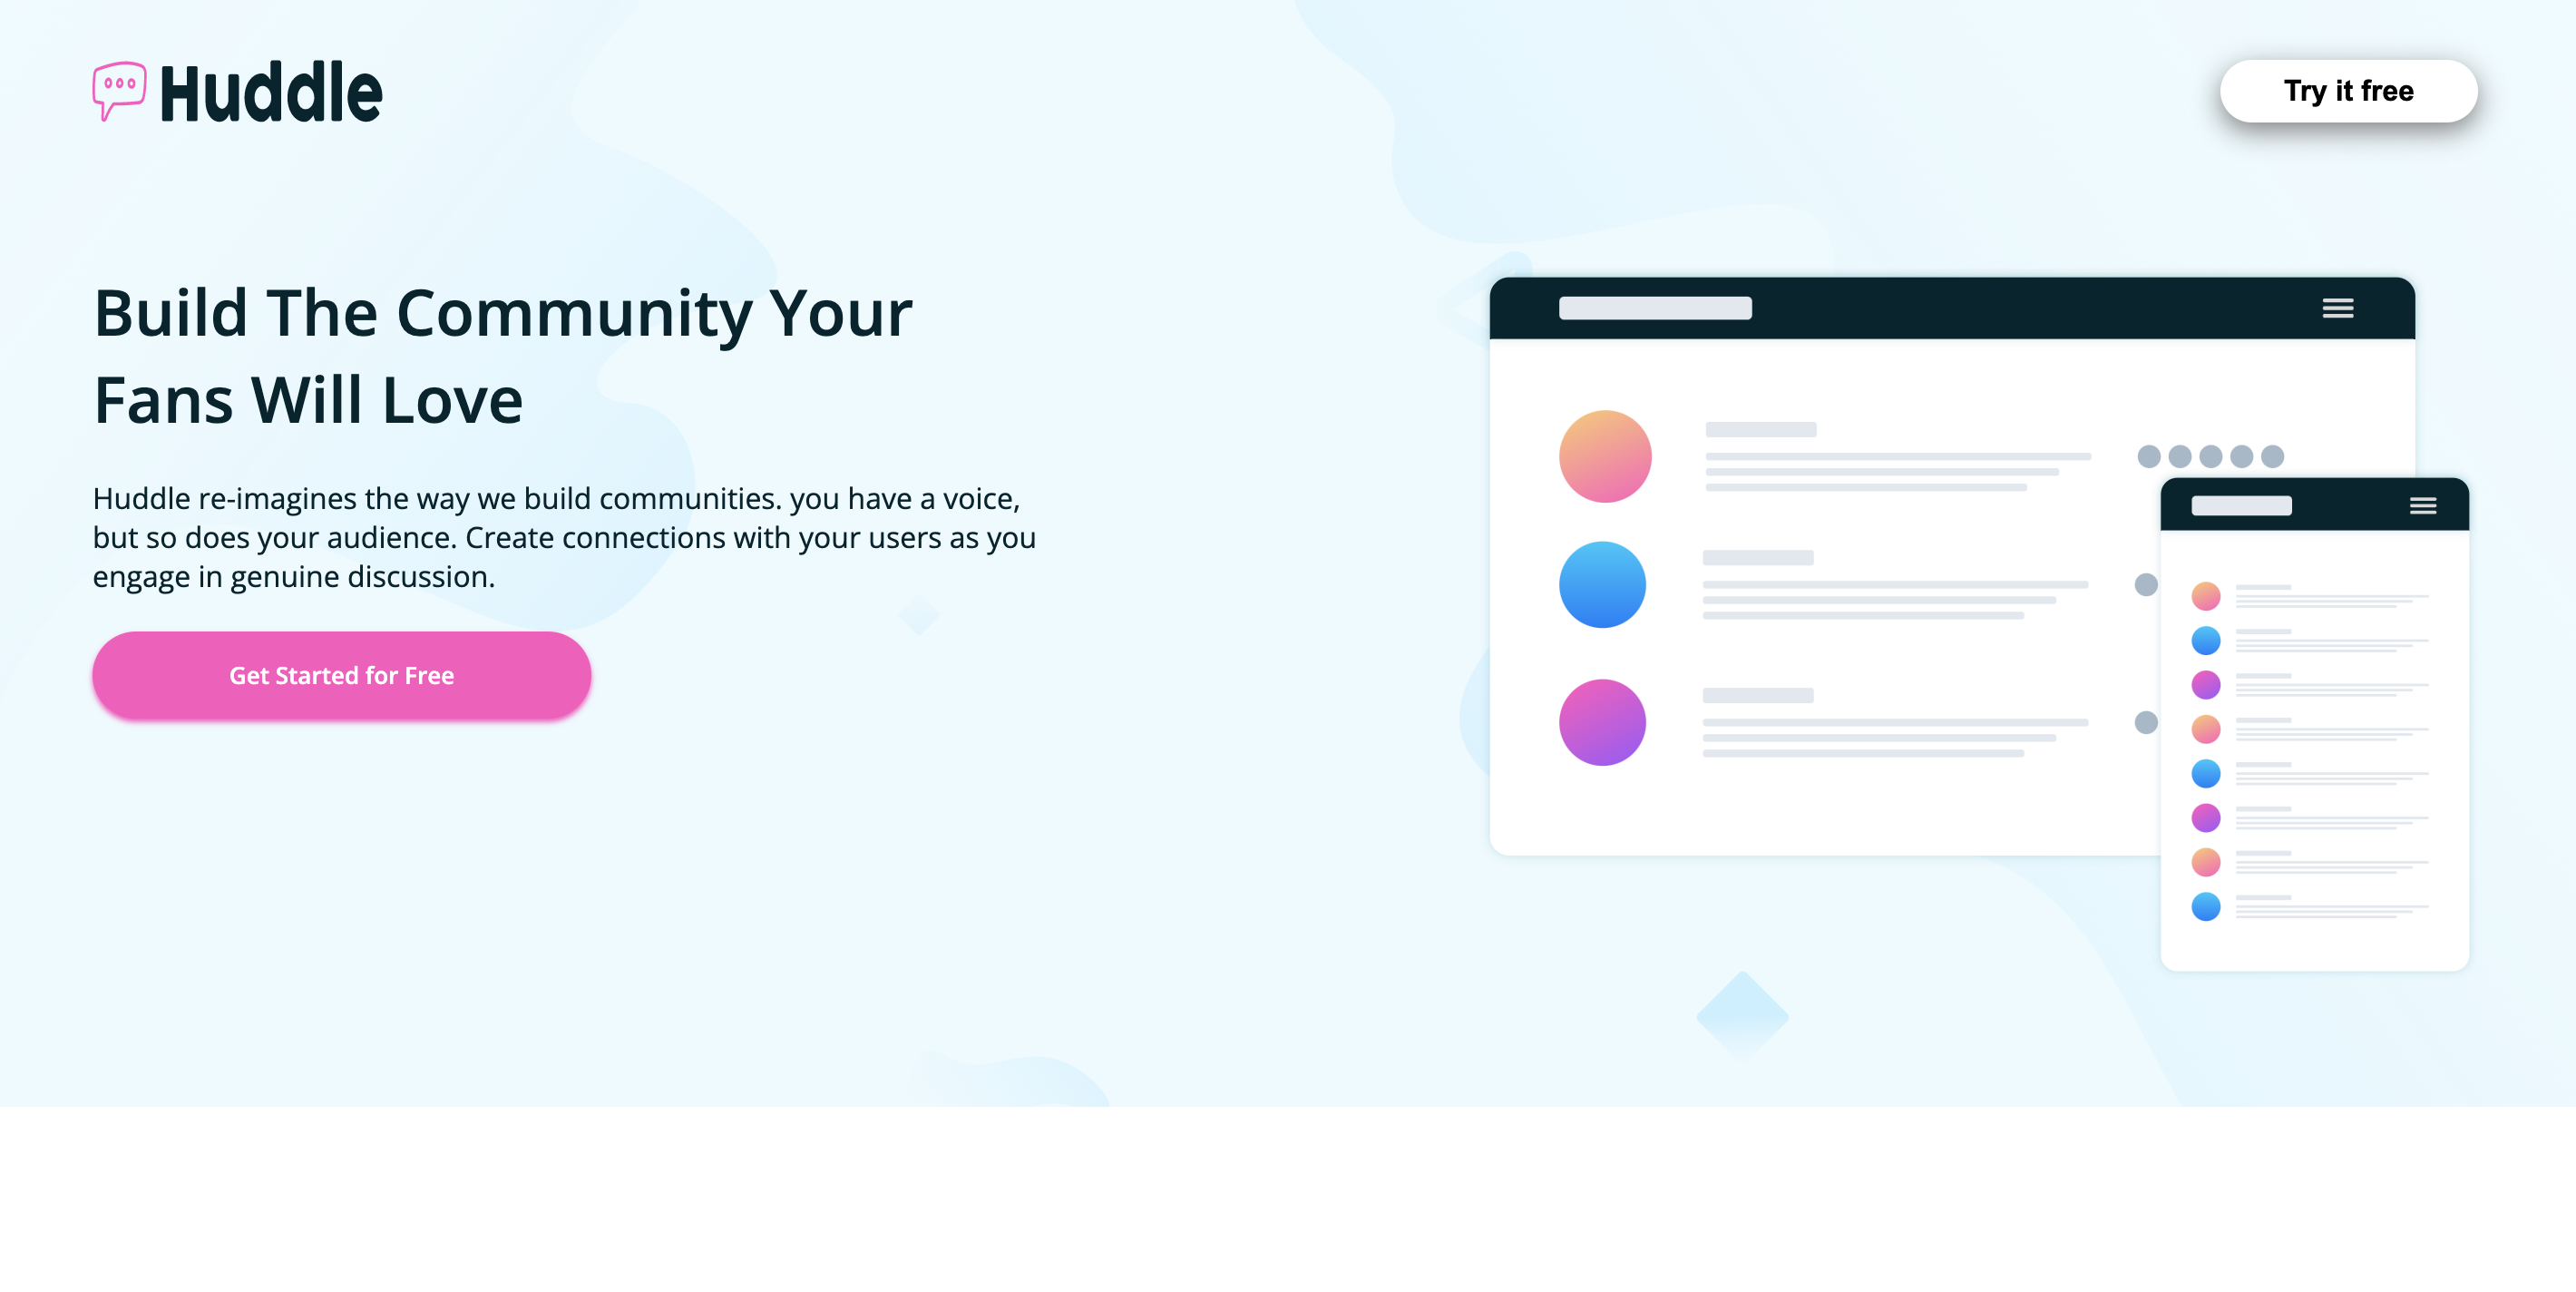 Huddle
Try it free
Build The Community Your
Fans Will Love
Huddle re-imagines the way we build communities. you have a voice,
but so does your audience. Create connections with your users as you
engage in genuine discussion.
Get Started for Free